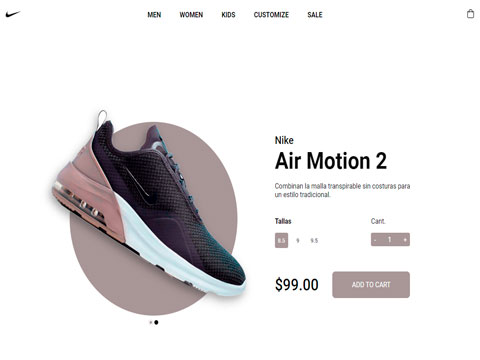 MEN WOMEN KIDS CUSTOMIZE SALE
Nike
Air Motion 2
Combinan la malla transpirable sin costuras para
un estilo tradicional.
Tallas Cant.
8.5 9 9.5 - 1 +
$99.00 ADD TO CART